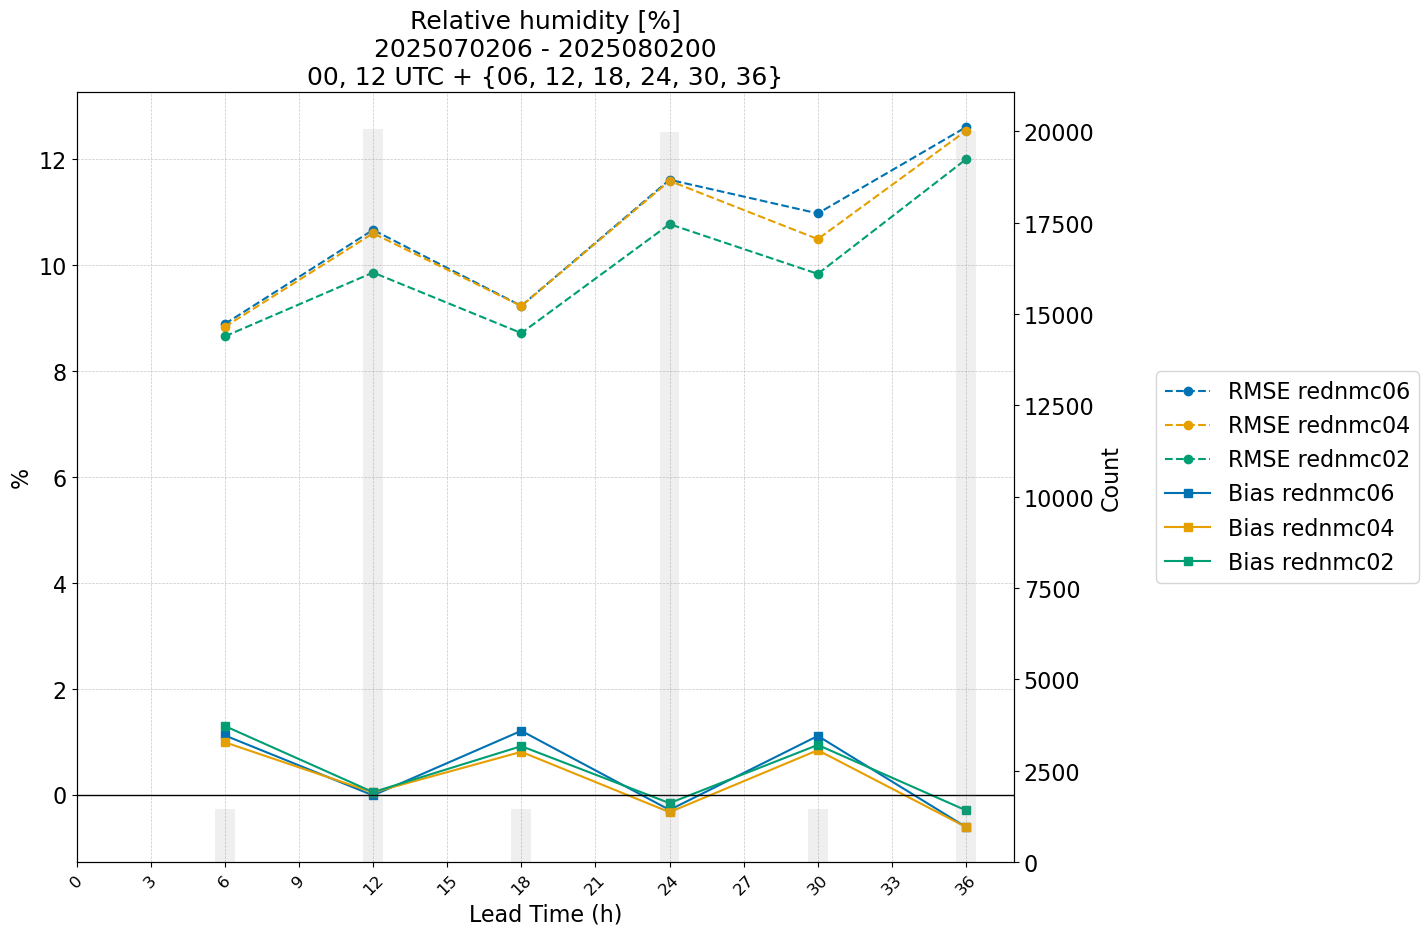 Relative humidity [%]
2025070206 - 2025080200
00, 12 UTC + {06, 12, 18, 24, 30, 36}
12
10
8
6
4
2
0
%
20000
17500
15000
12500
10000
7500
5000
2500
0
Count
0 3 6 9 12 15 18 21 24 27 30 33 36
Lead Time (h)
RMSE rednmc06
RMSE rednmc04
RMSE rednmc02
Bias rednmc06
Bias rednmc04
Bias rednmc02